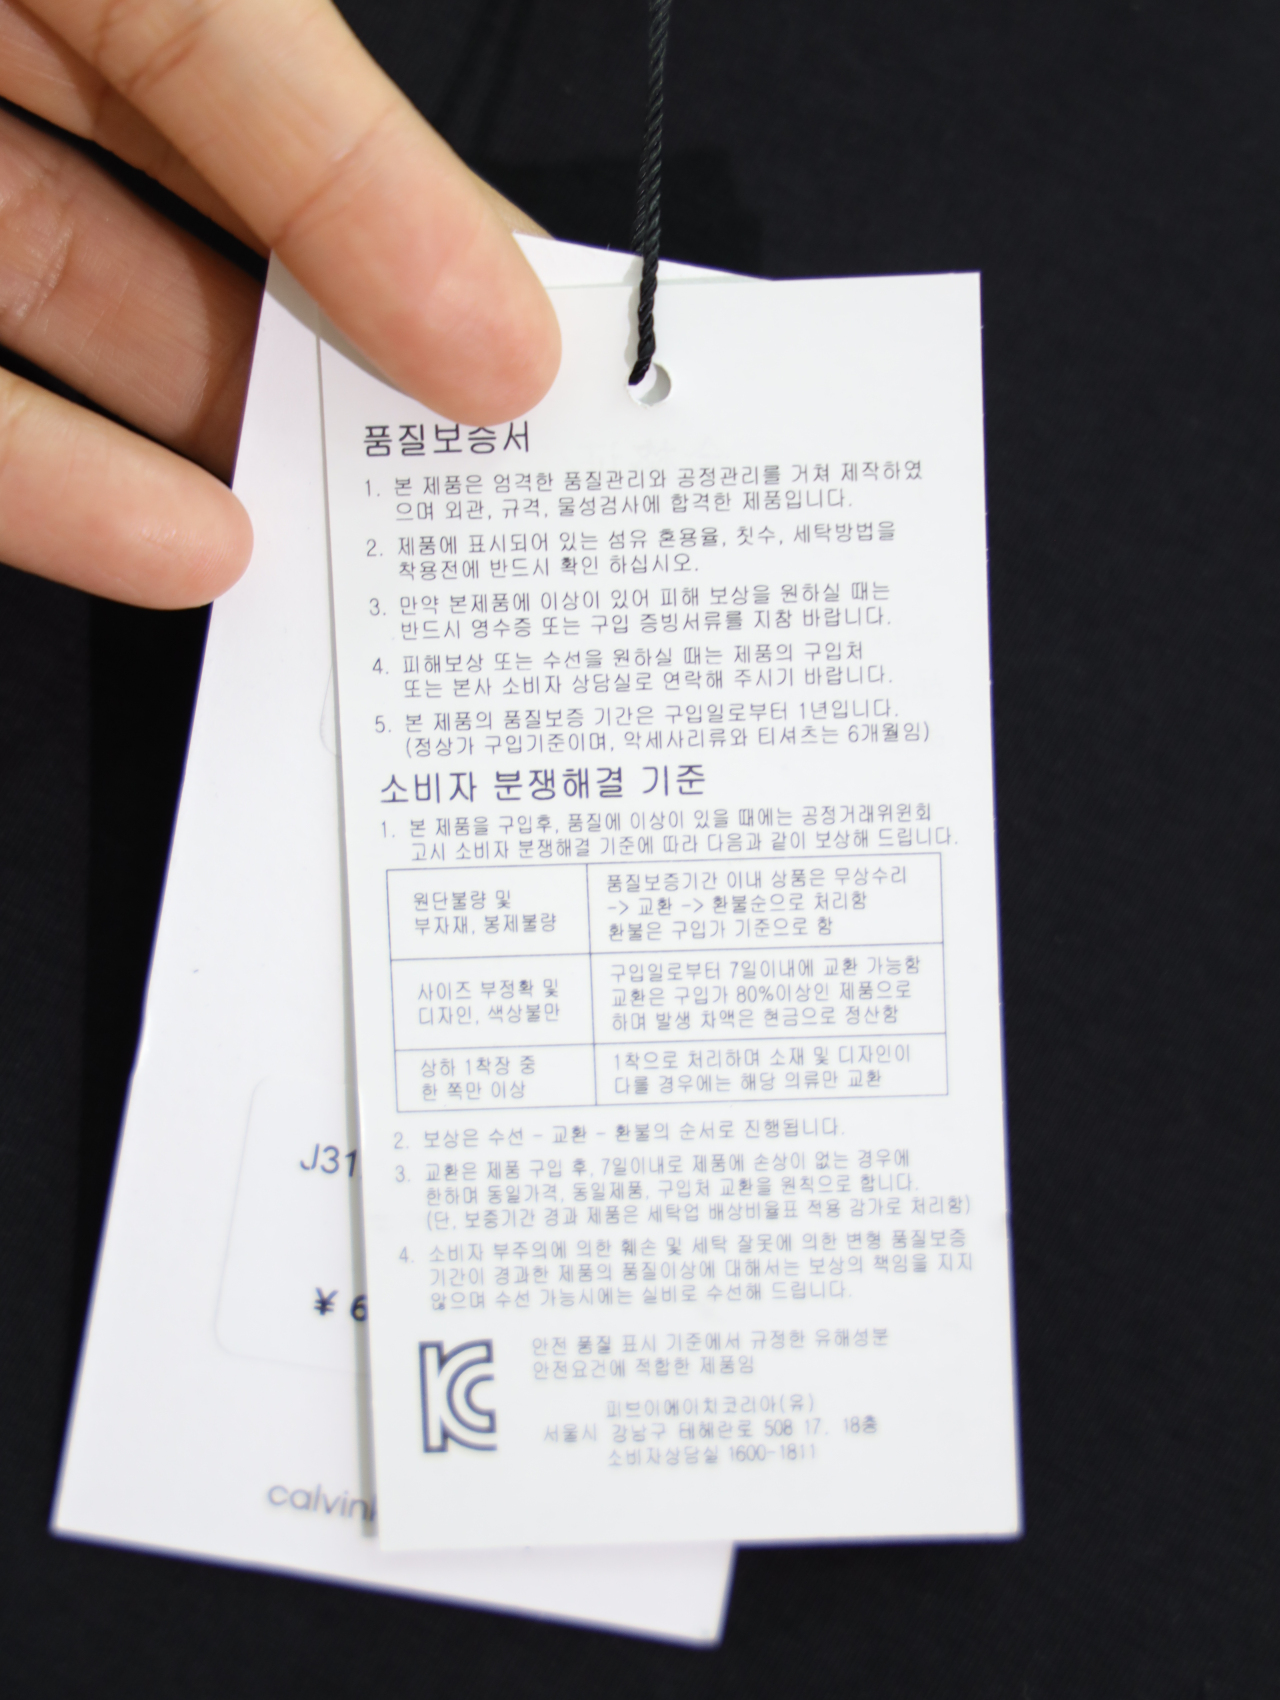 품질보증서
1. 본 제품은 엄격한 품질관리와 공정관리를 거쳐 제작하였
으며 외관, 규격, 물성검사에 합격한 제품입니다.
2. 제품에 표시되어 있는 섬유 혼용율, 칫수, 세탁방법을
착용전에 반드시 확인 하십시오.
3. 만약 본제품에 이상이 있어 피해 보상을 원하실 때는
반드시 영수증 또는 구입 증빙서류를 지참 바랍니다.
4. 피해보상 또는 수선을 원하실 때는 제품의 구입처
또는 본사 소비자 상담실로 연락해 주시기 바랍니다.
5. 본 제품의 품질보증 기간은 구입일로부터 1년입니다.
(정상가 구입기준이며, 악세사리류와 티셔츠는 6개월임)
소비자 분쟁해결 기준
1. 본 제품을 구입후, 품질에 이상이 있을 때에는 공정거래위원회
고시 소비자 분쟁해결 기준에 따라 다음과 같이 보상해 드립니다.
원단불량 및
부자재, 봉제불량
품질보증기간 이내 상품은 무상수리
-> 교환 -> 환불순으로 처리함
환불은 구입가 기준으로 함
사이즈 부정확 및
디자인, 색상불만
구입일로부터 7일이내에 교환 가능함
교환은 구입가 80%이상인 제품으로
하며 발생 차액은 현금으로 정산함
상하 1착장 중
한 쪽만 이상
1착으로 처리하며 소재 및 디자인이
다를 경우에는 해당 의류만 교환
2. 보상은 수선 - 교환 - 환불의 순서로 진행됩니다.
3. 교환은 제품 구입 후, 7일이내로 제품에 손상이 없는 경우에
한하며 동일가격, 동일제품, 구입처 교환을 원칙으로 합니다.
(단, 보증기간 경과 제품은 세탁업 배상비율표 적용 감가로 처리함)
4. 소비자 부주의에 의한 훼손 및 세탁 잘못에 의한 변형 품질보증
기간이 경과한 제품의 품질이상에 대해서는 보상의 책임을 지지
않으며 수선 가능시에는 실비로 수선해 드립니다.
KC
안전 품질 표시 기준에서 규정한 유해성분
안전요건에 적합한 제품임
피브이에이치코리아(유)
서울시 강남구 테헤란로 508 17, 18층
소비자상담실 1600-1811
J31
¥ 6
calvin